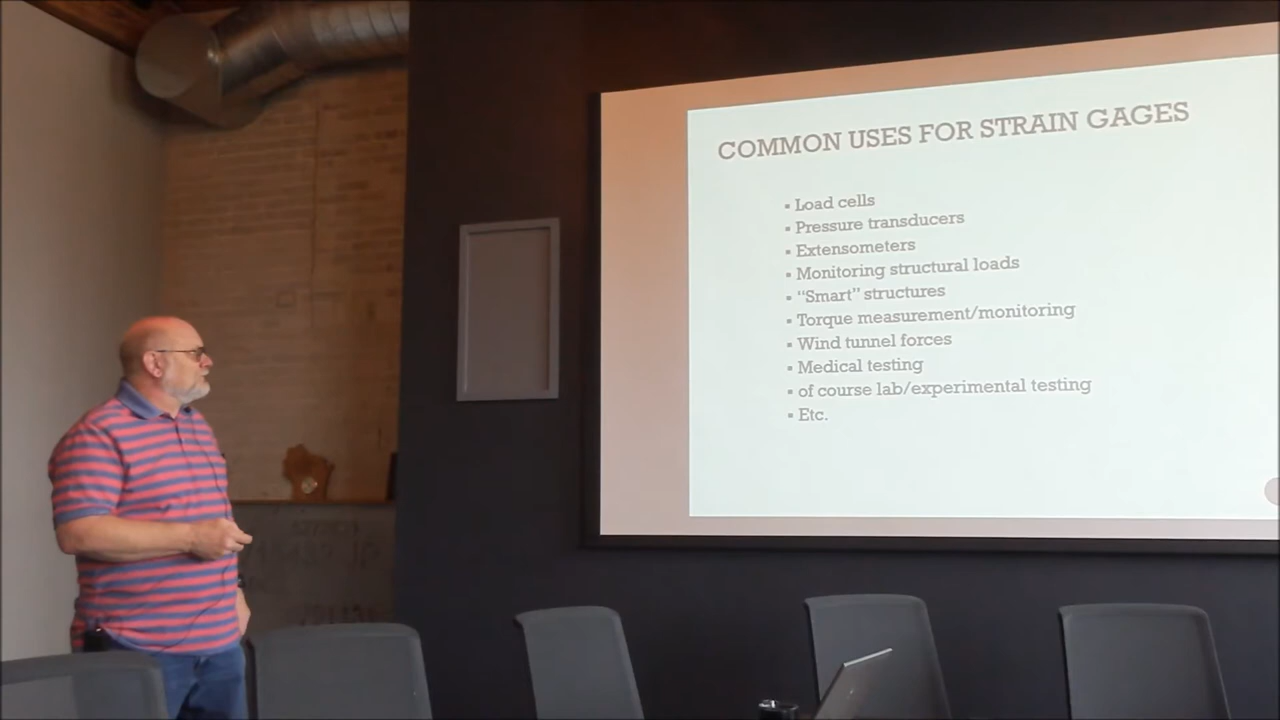 COMMON USES FOR STRAIN GAGES
▪ Load cells
▪ Pressure transducers
▪ Extensometers
▪ Monitoring structural loads
▪ “Smart” structures
▪ Torque measurement/monitoring
▪ Wind tunnel forces
▪ Medical testing
▪ of course lab/experimental testing
▪ Etc.